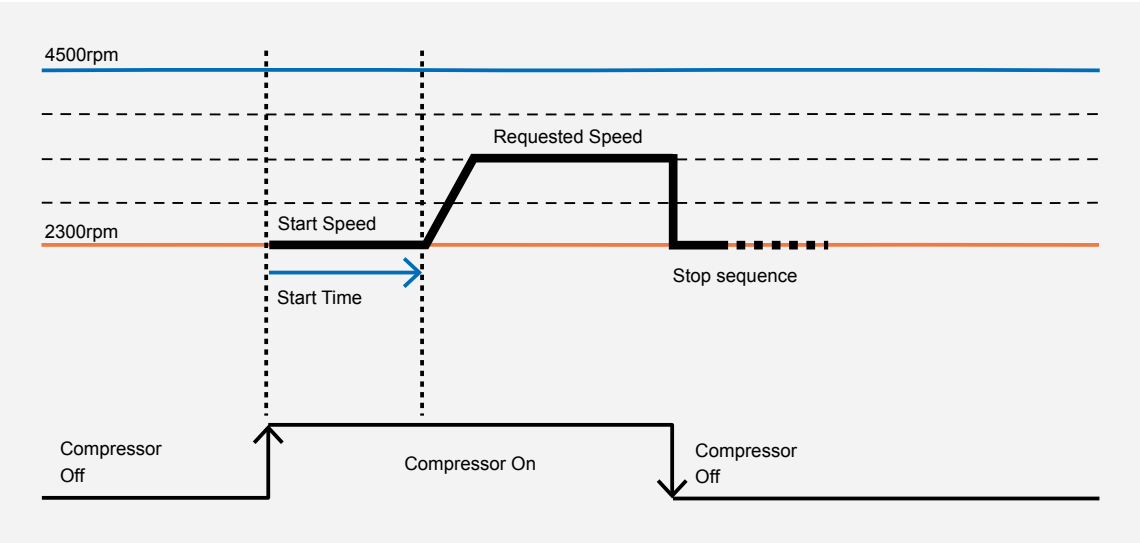 4500rpm
Requested Speed
Start Speed
2300rpm
Stop sequence
Start Time
Compressor
Off
Compressor On
Compressor
Off